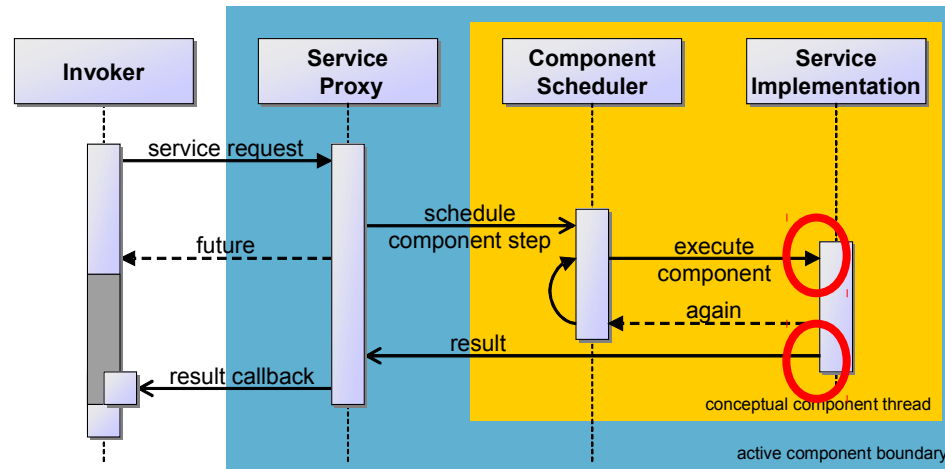 Invoker
Service
Proxy
Component
Scheduler
Service
Implementation
service request
schedule
component step
future
execute
component
again
result
result callback
conceptual component thread
active component boundary